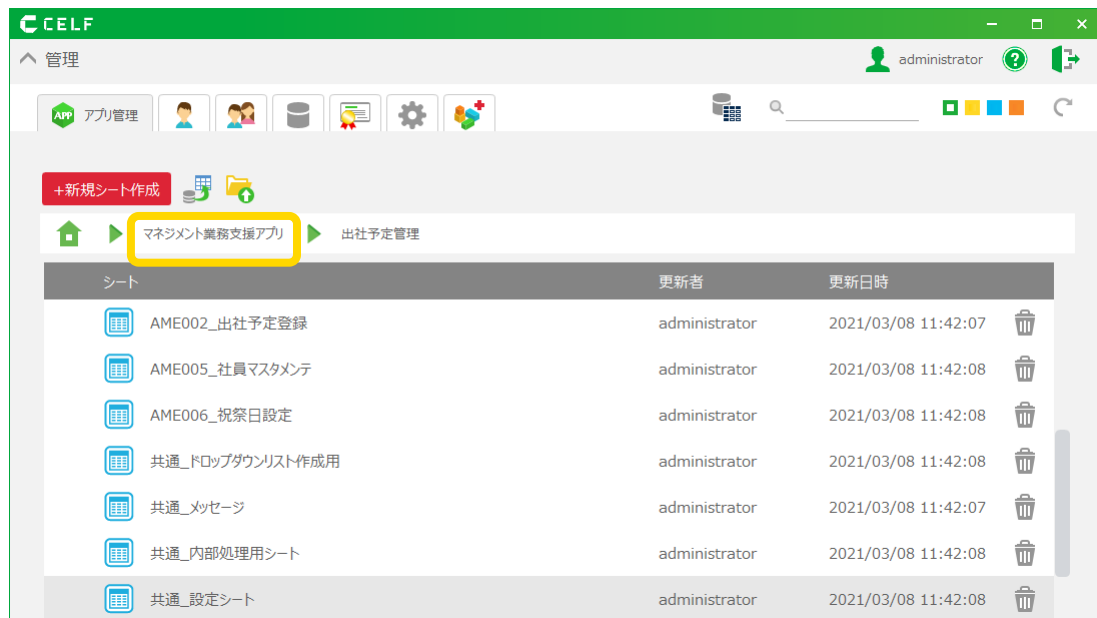 CELF
管理
administrator
APP アプリ管理
+新規シート作成
マネジメント業務支援アプリ 出社予定管理
シート 更新者 更新日時
AME002_出社予定登録 administrator 2021/03/08 11:42:07
AME005_社員マスタメンテ administrator 2021/03/08 11:42:08
AME006_祝祭日設定 administrator 2021/03/08 11:42:08
共通_ドロップダウンリスト作成用 administrator 2021/03/08 11:42:08
共通_メッセージ administrator 2021/03/08 11:42:07
共通_内部処理用シート administrator 2021/03/08 11:42:08
共通_設定シート administrator 2021/03/08 11:42:08